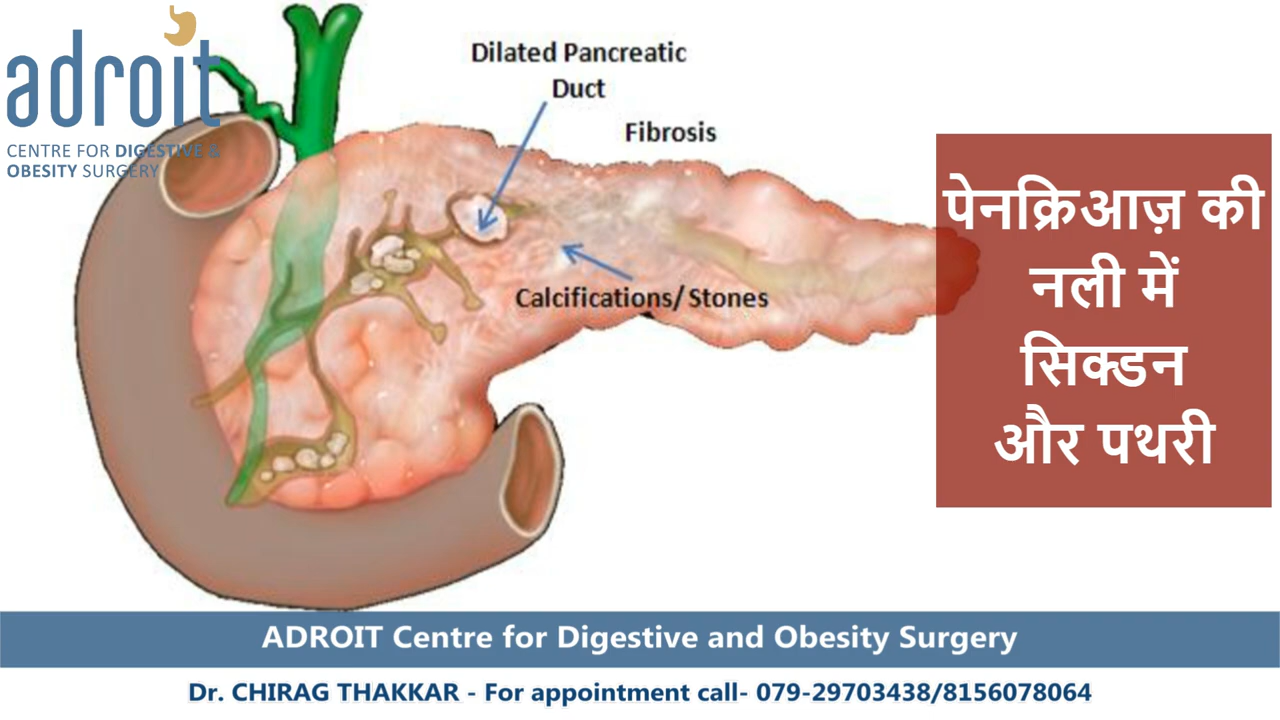 adroit
CENTRE FOR DIGESTIVE &
OBESITY SURGERY
Dilated Pancreatic
Duct
Fibrosis
Calcifications/ Stones
पेनक्रिआज़ की
नली में
सिक्डन
और पथरी
ADROIT Centre for Digestive and Obesity Surgery
Dr. CHIRAG THAKKAR - For appointment call- 079-29703438/8156078064